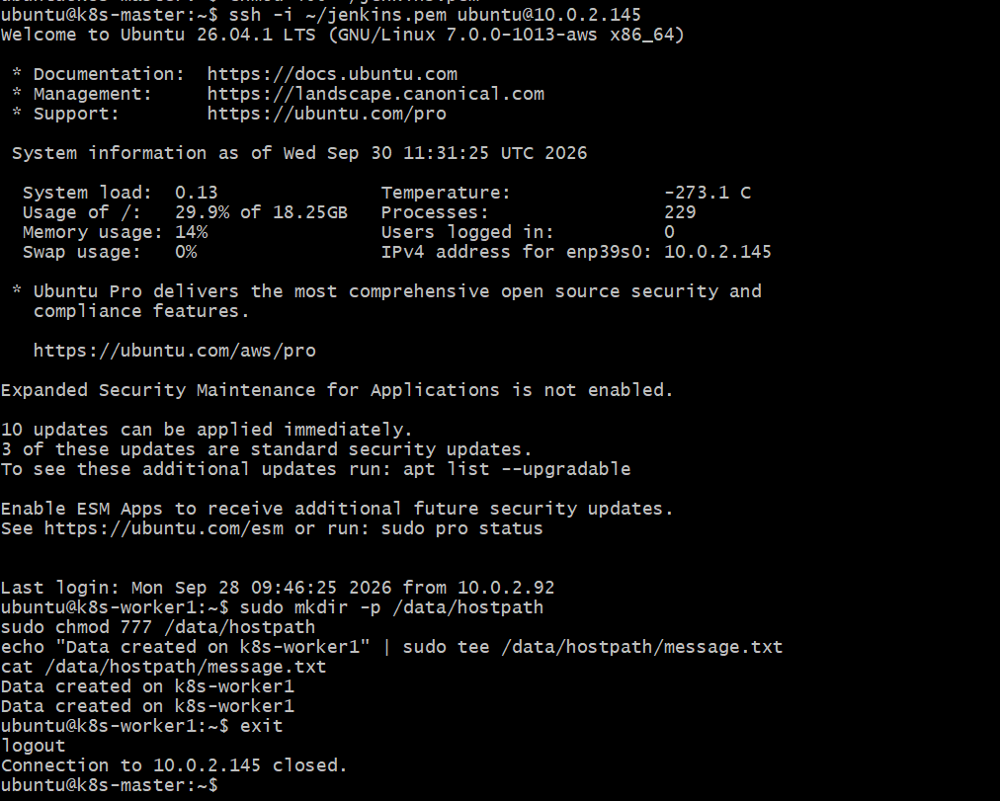 ubuntu@k8s-master:~$ ssh -i ~/jenkins.pem ubuntu@10.0.2.145
Welcome to Ubuntu 26.04.1 LTS (GNU/Linux 7.0.0-1013-aws x86_64)

 * Documentation:  https://docs.ubuntu.com
 * Management:     https://landscape.canonical.com
 * Support:        https://ubuntu.com/pro

 System information as of Wed Sep 30 11:31:25 UTC 2026

  System load:  0.13               Temperature:              -273.1 C
  Usage of /:   29.9% of 18.25GB   Processes:                229
  Memory usage: 14%                Users logged in:          0
  Swap usage:   0%                 IPv4 address for enp39s0: 10.0.2.145

 * Ubuntu Pro delivers the most comprehensive open source security and
   compliance features.

   https://ubuntu.com/aws/pro

Expanded Security Maintenance for Applications is not enabled.

10 updates can be applied immediately.
3 of these updates are standard security updates.
To see these additional updates run: apt list --upgradable

Enable ESM Apps to receive additional future security updates.
See https://ubuntu.com/esm or run: sudo pro status


Last login: Mon Sep 28 09:46:25 2026 from 10.0.2.92
ubuntu@k8s-worker1:~$ sudo mkdir -p /data/hostpath
sudo chmod 777 /data/hostpath
echo "Data created on k8s-worker1" | sudo tee /data/hostpath/message.txt
cat /data/hostpath/message.txt
Data created on k8s-worker1
Data created on k8s-worker1
ubuntu@k8s-worker1:~$ exit
logout
Connection to 10.0.2.145 closed.
ubuntu@k8s-master:~$